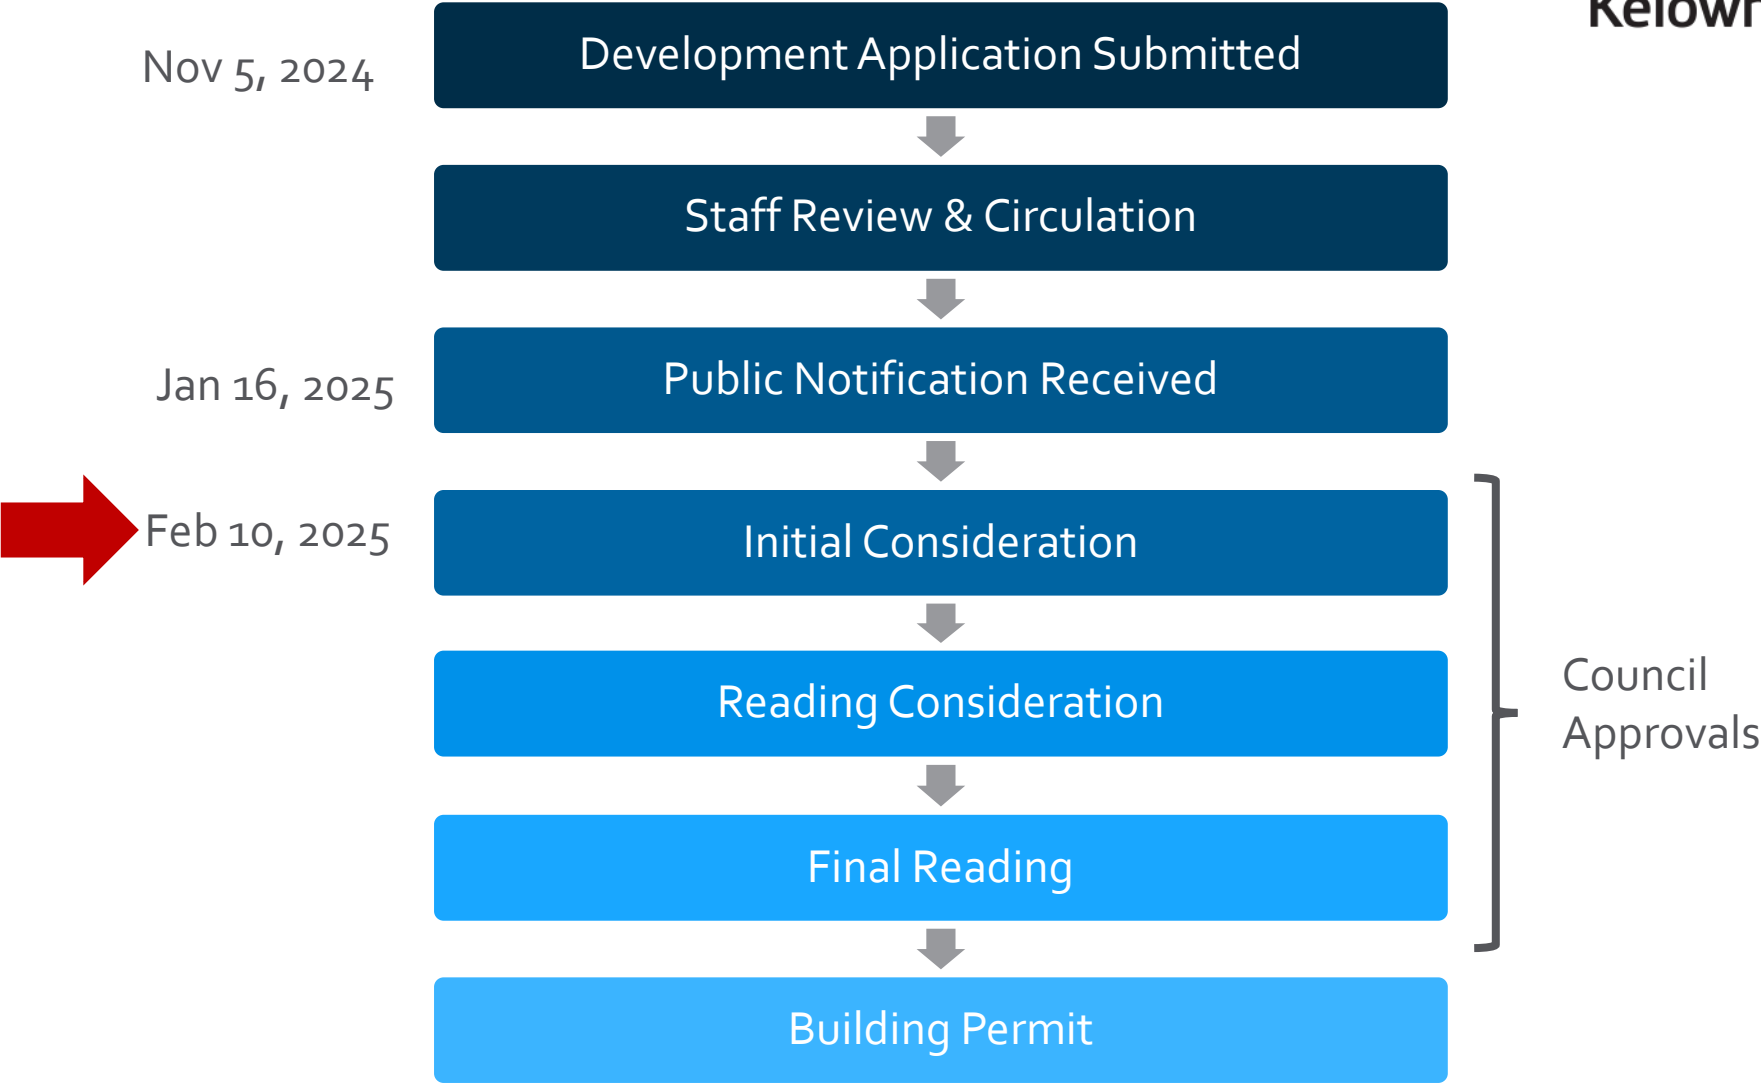 Nov 5, 2024
Development Application Submitted
Staff Review & Circulation
Jan 16, 2025
Public Notification Received
Feb 10, 2025
Initial Consideration
Reading Consideration
Council
Approvals
Final Reading
Building Permit